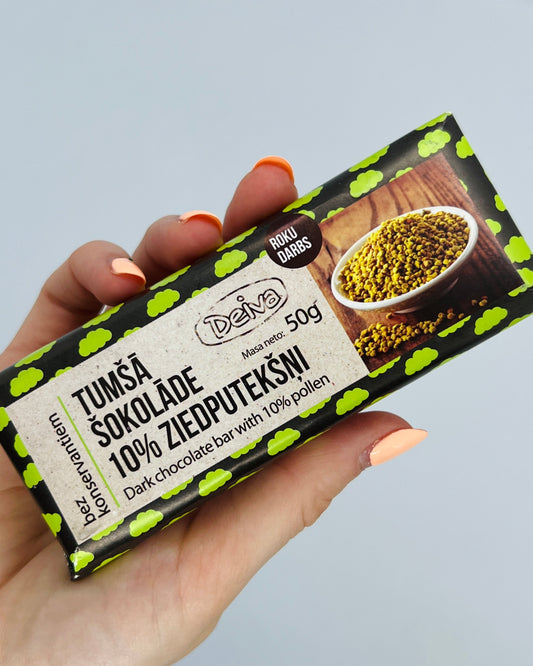 ROKU
DARBS
Deiva
Masa neto: 50g
TUMŠĀ
ŠOKOLĀDE
10% ZIEDPUTEKŠŅI
Dark chocolate bar with 10% pollen
bez
konservantiem